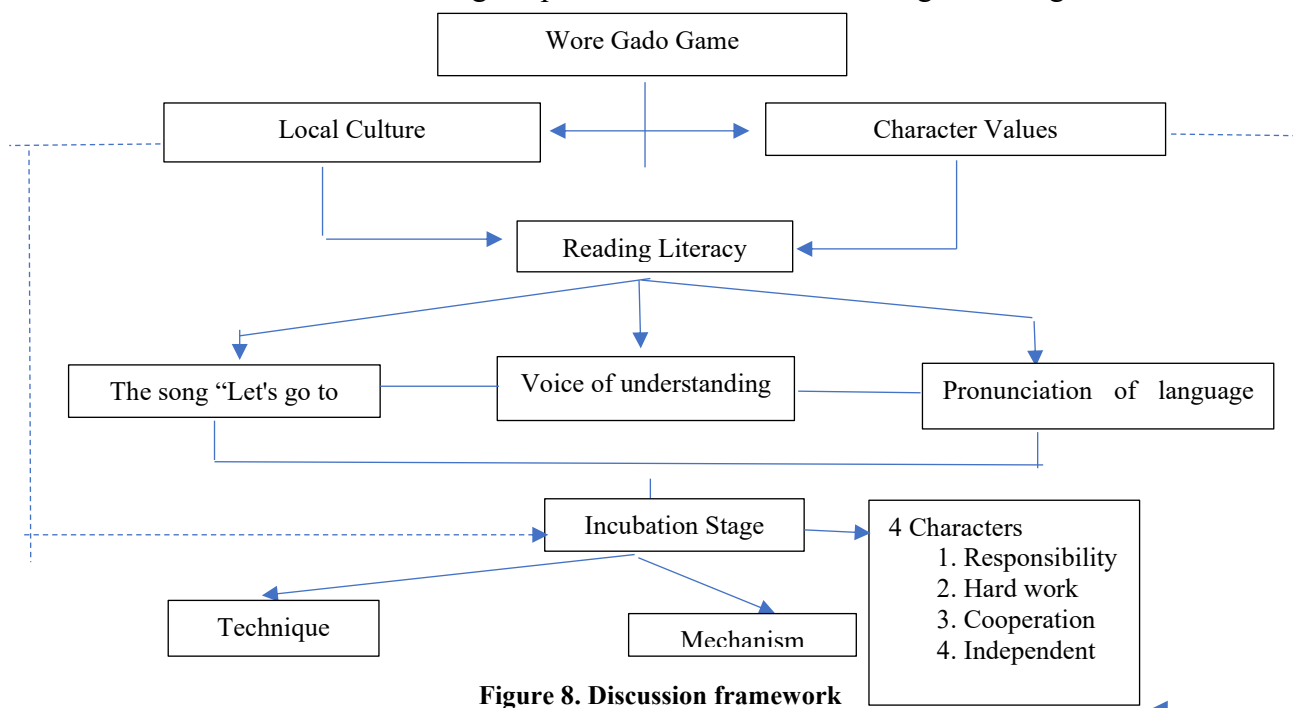 Wore Gado Game
Local Culture
Character Values
Reading Literacy
The song “Let's go to
Voice of understanding
Pronunciation of language
Incubation Stage
4 Characters
1. Responsibility
2. Hard work
3. Cooperation
4. Independent
Technique
Mechanism
Figure 8. Discussion framework